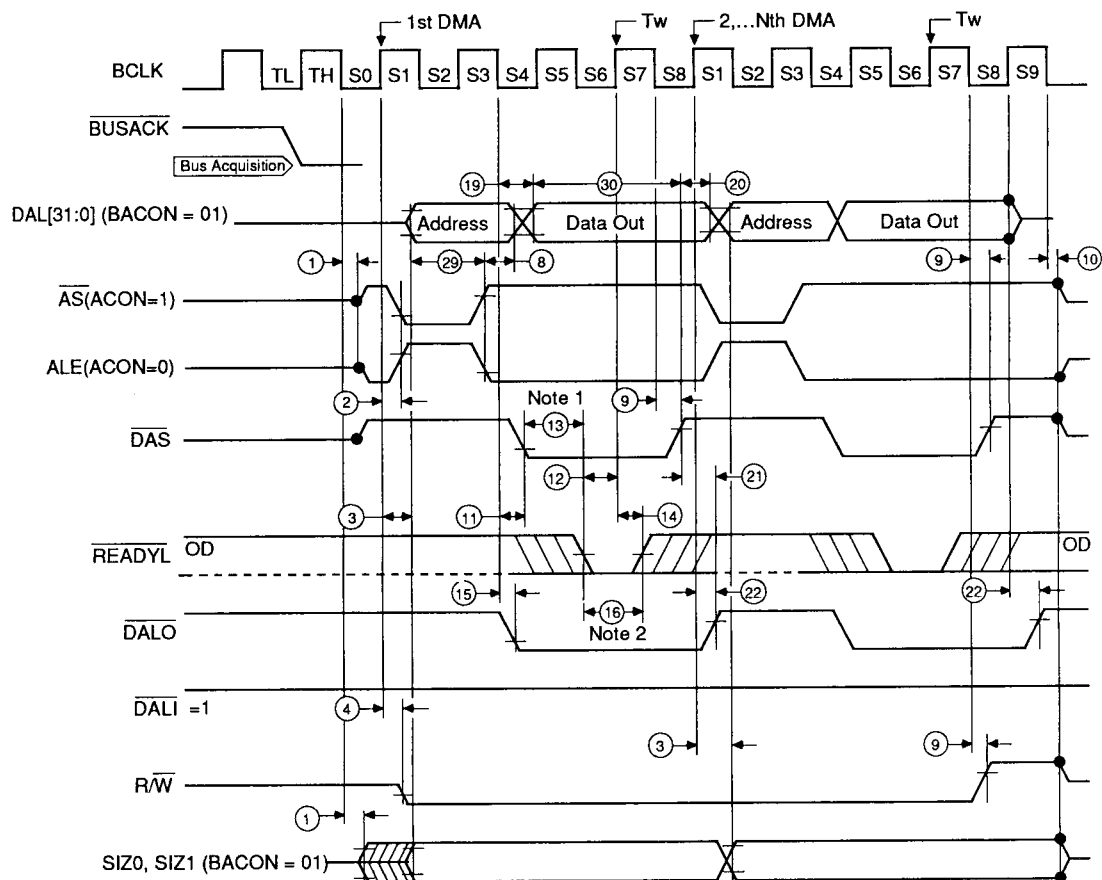 1st DMA Tw 2,...Nth DMA Tw
BCLK TL TH S0 S1 S2 S3 S4 S5 S6 S7 S8 S1 S2 S3 S4 S5 S6 S7 S8 S9
BUSACK
Bus Acquisition
19 30 20
DAL[31:0] (BACON = 01) Address Data Out Address Data Out
1 29 8 9 10
AS(ACON=1)
ALE(ACON=0)
2 Note 1 9
DAS 13
12 21
3 11 14
READYL OD OD
15 16 22 22
DALO Note 2
DALI =1
4 3 9
R/W
1
SIZ0, SIZ1 (BACON = 01)